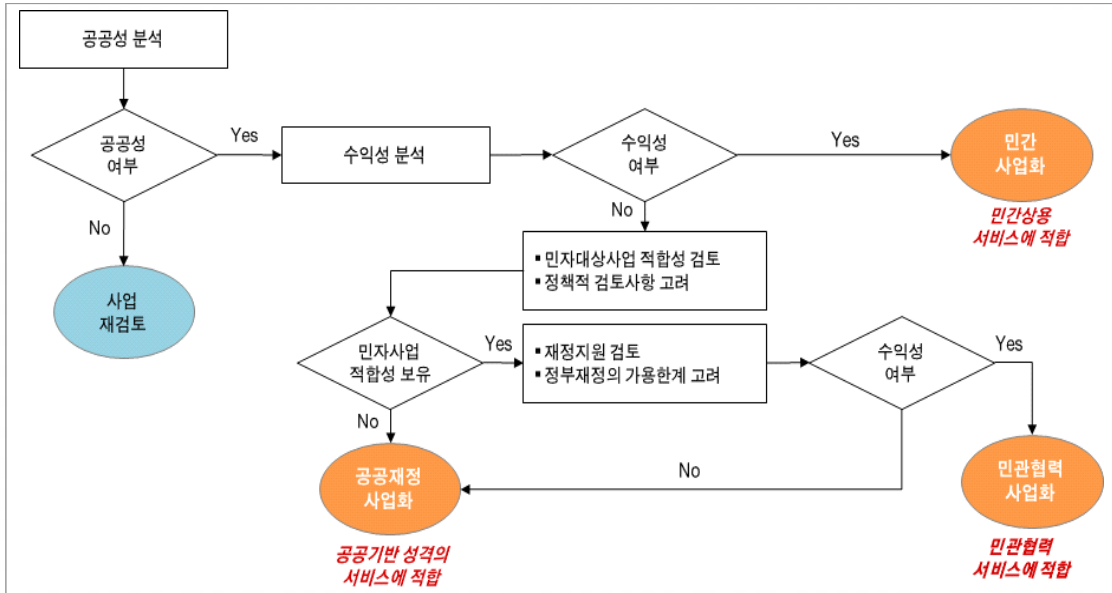 공공성 분석
공공성
여부
Yes
수익성 분석
수익성
여부
Yes
민간
사업화
민간상용
서비스에 적합
No
No
사업
재검토
▪ 민자대상사업 적합성 검토
▪ 정책적 검토사항 고려
민자사업
적합성 보유
Yes
▪ 재정지원 검토
▪ 정부재정의 가용한계 고려
수익성
여부
Yes
No
공공재정
사업화
No
민관협력
사업화
공공기반 성격의
서비스에 적합
민관협력
서비스에 적합